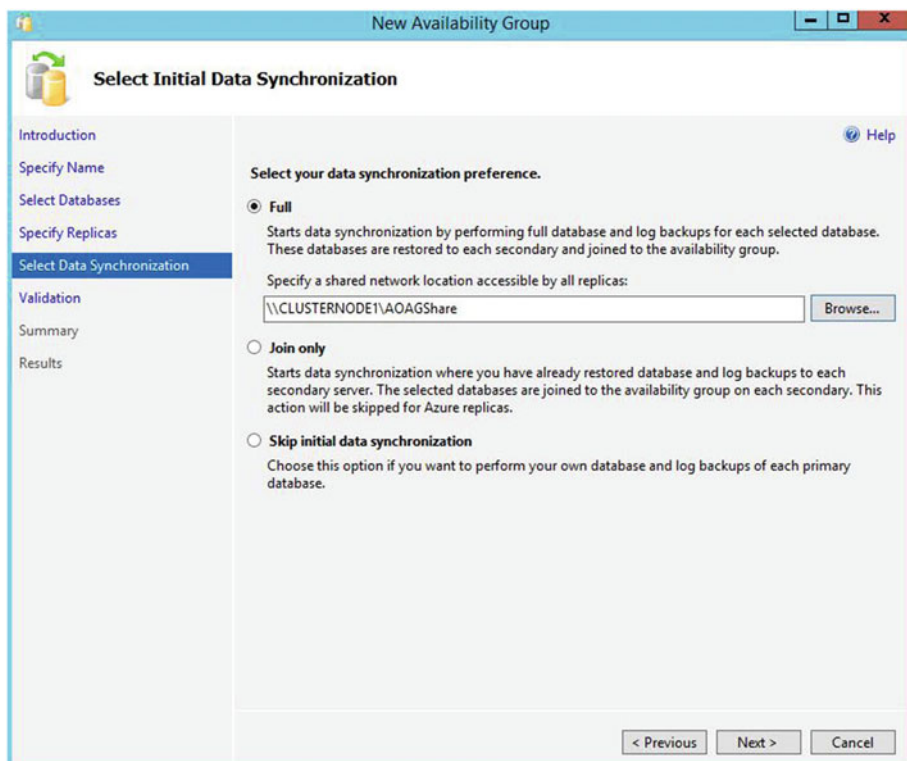 New Availability Group
Select Initial Data Synchronization
Introduction
Specify Name
Select Databases
Specify Replicas
Select Data Synchronization
Validation
Summary
Results
Help
Select your data synchronization preference.
Full
Starts data synchronization by performing full database and log backups for each selected database.
These databases are restored to each secondary and joined to the availability group.
Specify a shared network location accessible by all replicas:
\\CLUSTERNODE1\AOAGShare
Browse...
Join only
Starts data synchronization where you have already restored database and log backups to each
secondary server. The selected databases are joined to the availability group on each secondary. This
action will be skipped for Azure replicas.
Skip initial data synchronization
Choose this option if you want to perform your own database and log backups of each primary
database.
< Previous
Next >
Cancel